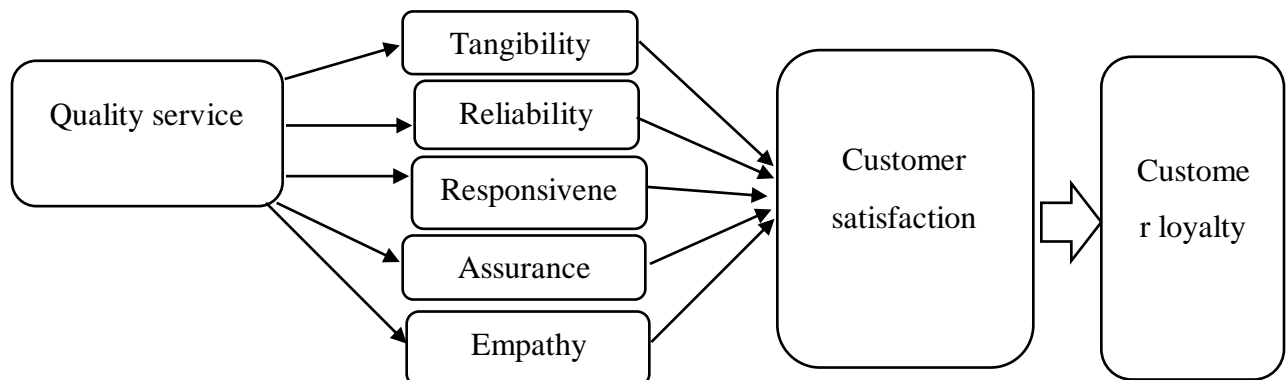 Quality service
Tangibility
Reliability
Responsivene
Assurance
Empathy
Customer
satisfaction
Custome
r loyalty